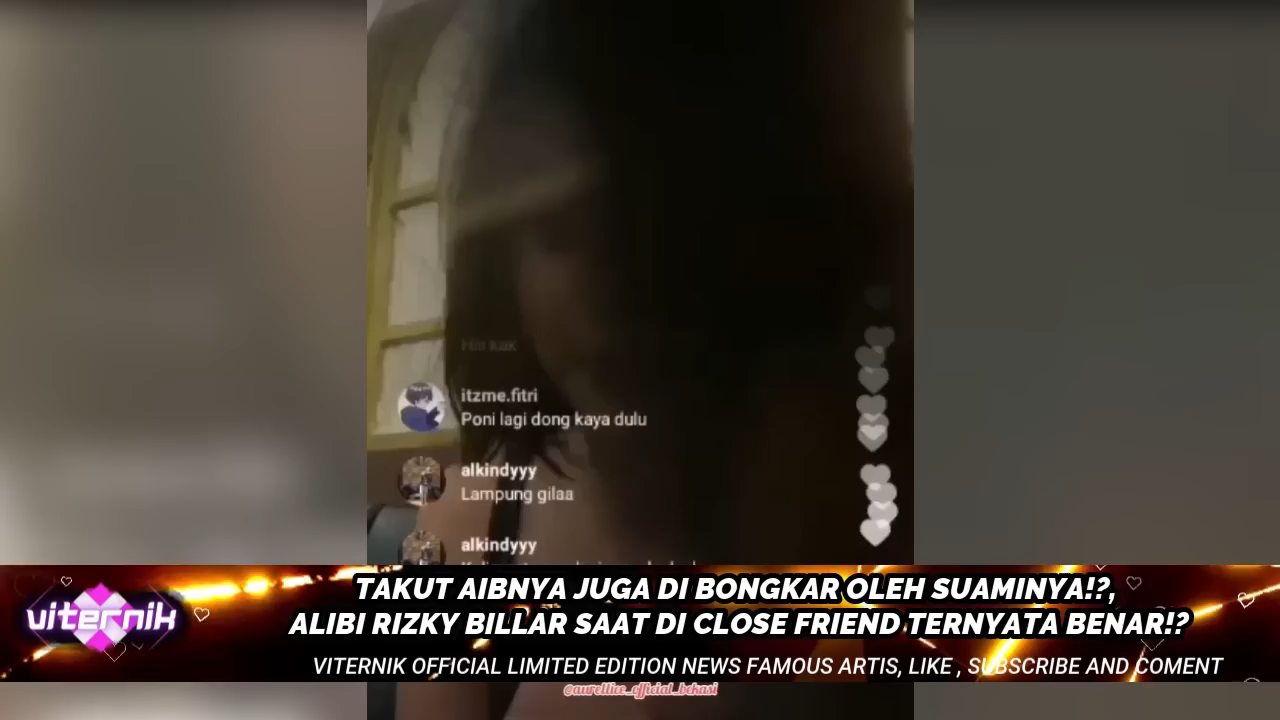 Hiii kak
itzme.fitri
Poni lagi dong kaya dulu
alkindyyy
Lampung gilaa
alkindyyy
viternik
TAKUT AIBNYA JUGA DI BONGKAR OLEH SUAMINYA!?,
ALIBI RIZKY BILLAR SAAT DI CLOSE FRIEND TERNYATA BENAR!?
VITERNIK OFFICIAL LIMITED EDITION NEWS FAMOUS ARTIS, LIKE , SUBSCRIBE AND COMENT
@aurellice_official_bekasi